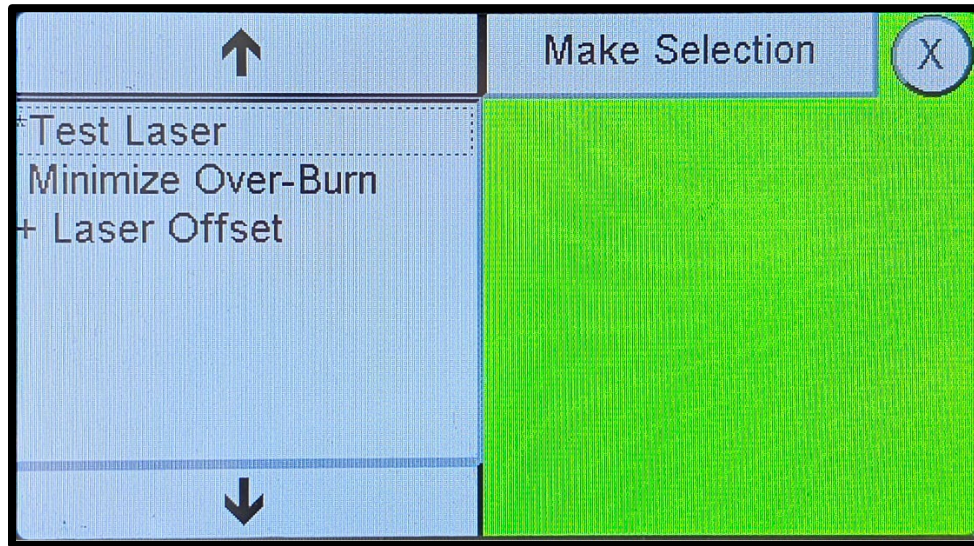 ↑
Make Selection
X
*Test Laser
Minimize Over-Burn
+ Laser Offset
↓